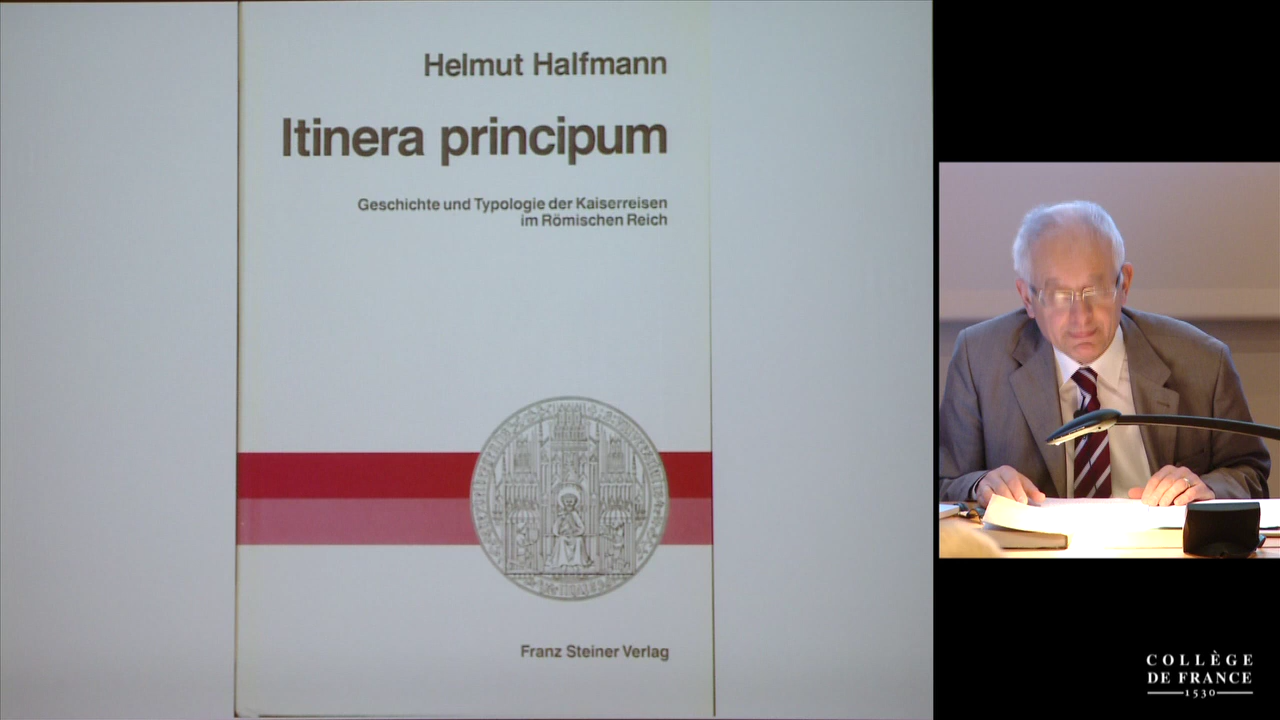 Helmut Halfmann
Itinera principum
Geschichte und Typologie der Kaiserreisen
im Römischen Reich
Franz Steiner Verlag
COLLÈGE
DE FRANCE
1530